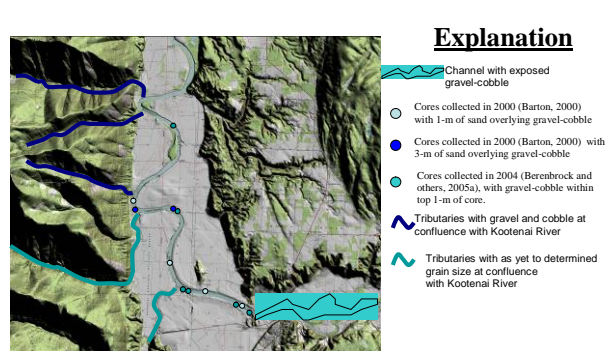 Explanation
Channel with exposed
gravel-cobble
Cores collected in 2000 (Barton, 2000)
with 1-m of sand overlying gravel-cobble
Cores collected in 2000 (Barton, 2000) with
3-m of sand overlying gravel-cobble
Cores collected in 2004 (Berenbrock and
others, 2005a), with gravel-cobble within
top 1-m of core.
Tributaries with gravel and cobble at
confluence with Kootenai River
Tributaries with as yet to determined
grain size at confluence
with Kootenai River